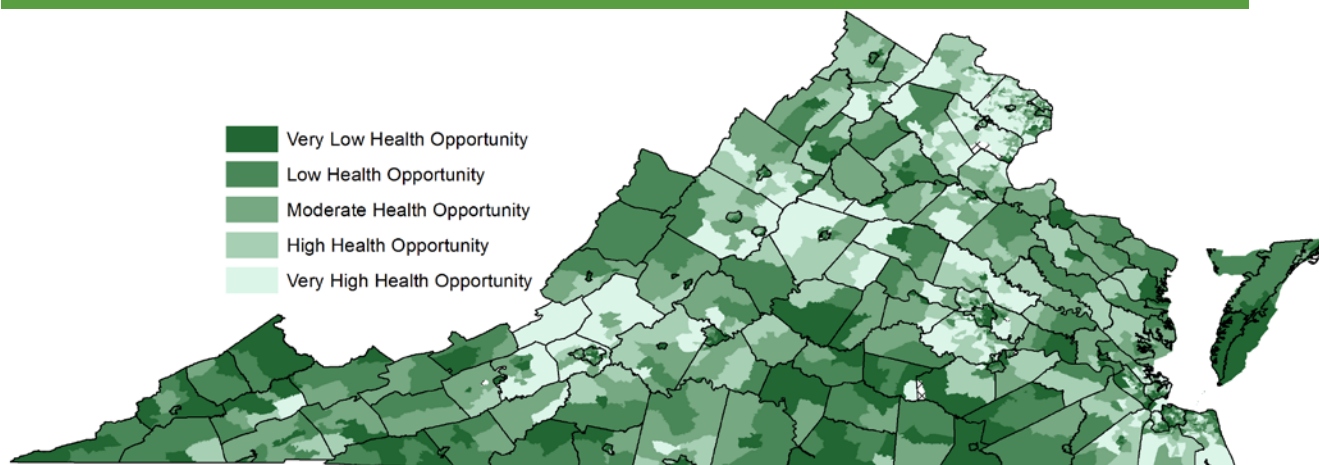 Very Low Health Opportunity
Low Health Opportunity
Moderate Health Opportunity
High Health Opportunity
Very High Health Opportunity